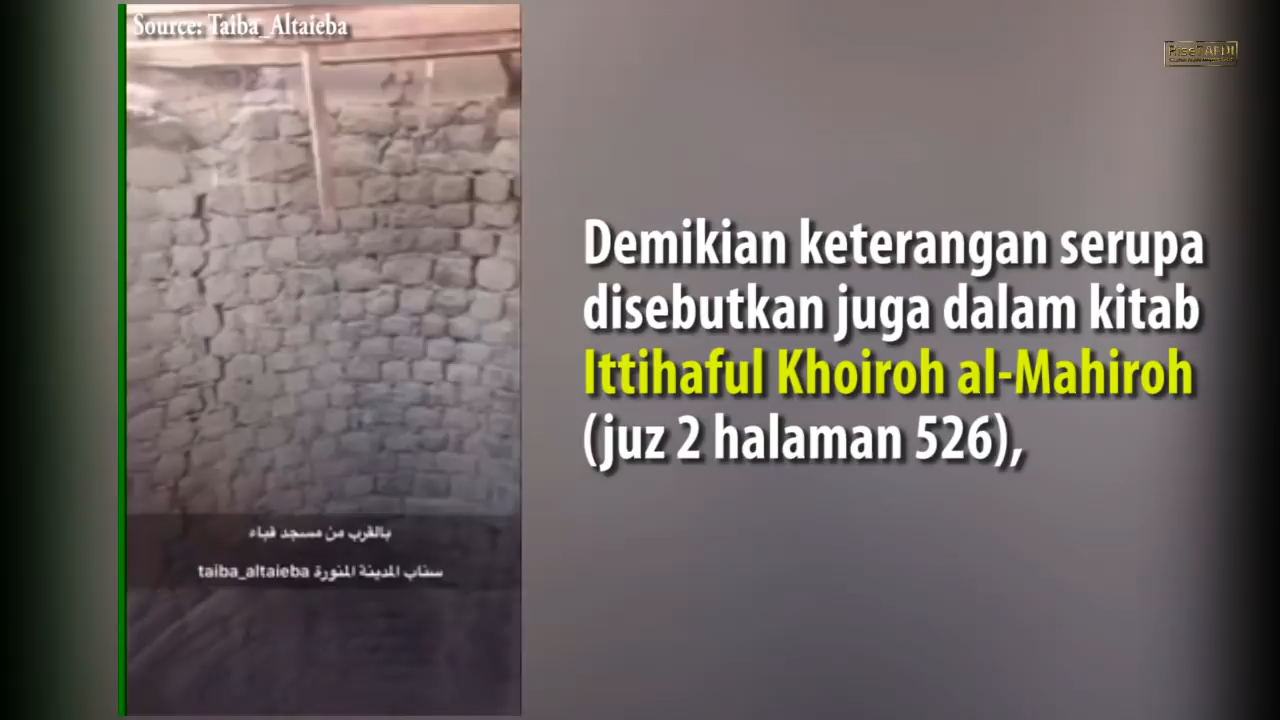 Source: Taiba_Altaieba
Demikian keterangan serupa
disebutkan juga dalam kitab
Ittihaful Khoiroh al-Mahiroh
(juz 2 halaman 526),
بالقرب من مسجد قباء
سناب المدينة المنورة taiba_altaieba